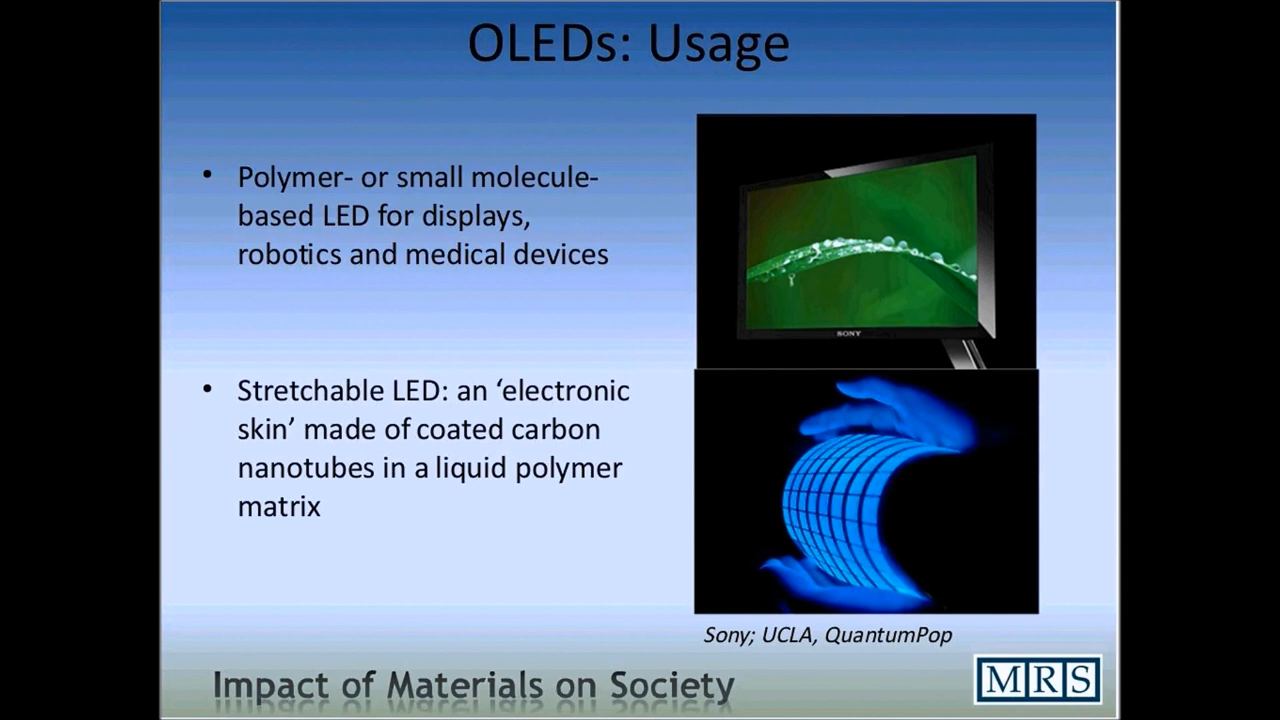 OLEDs: Usage
• Polymer- or small molecule-
based LED for displays,
robotics and medical devices
• Stretchable LED: an ‘electronic
skin’ made of coated carbon
nanotubes in a liquid polymer
matrix
SONY
Sony; UCLA, QuantumPop
Impact of Materials on Society
MRS